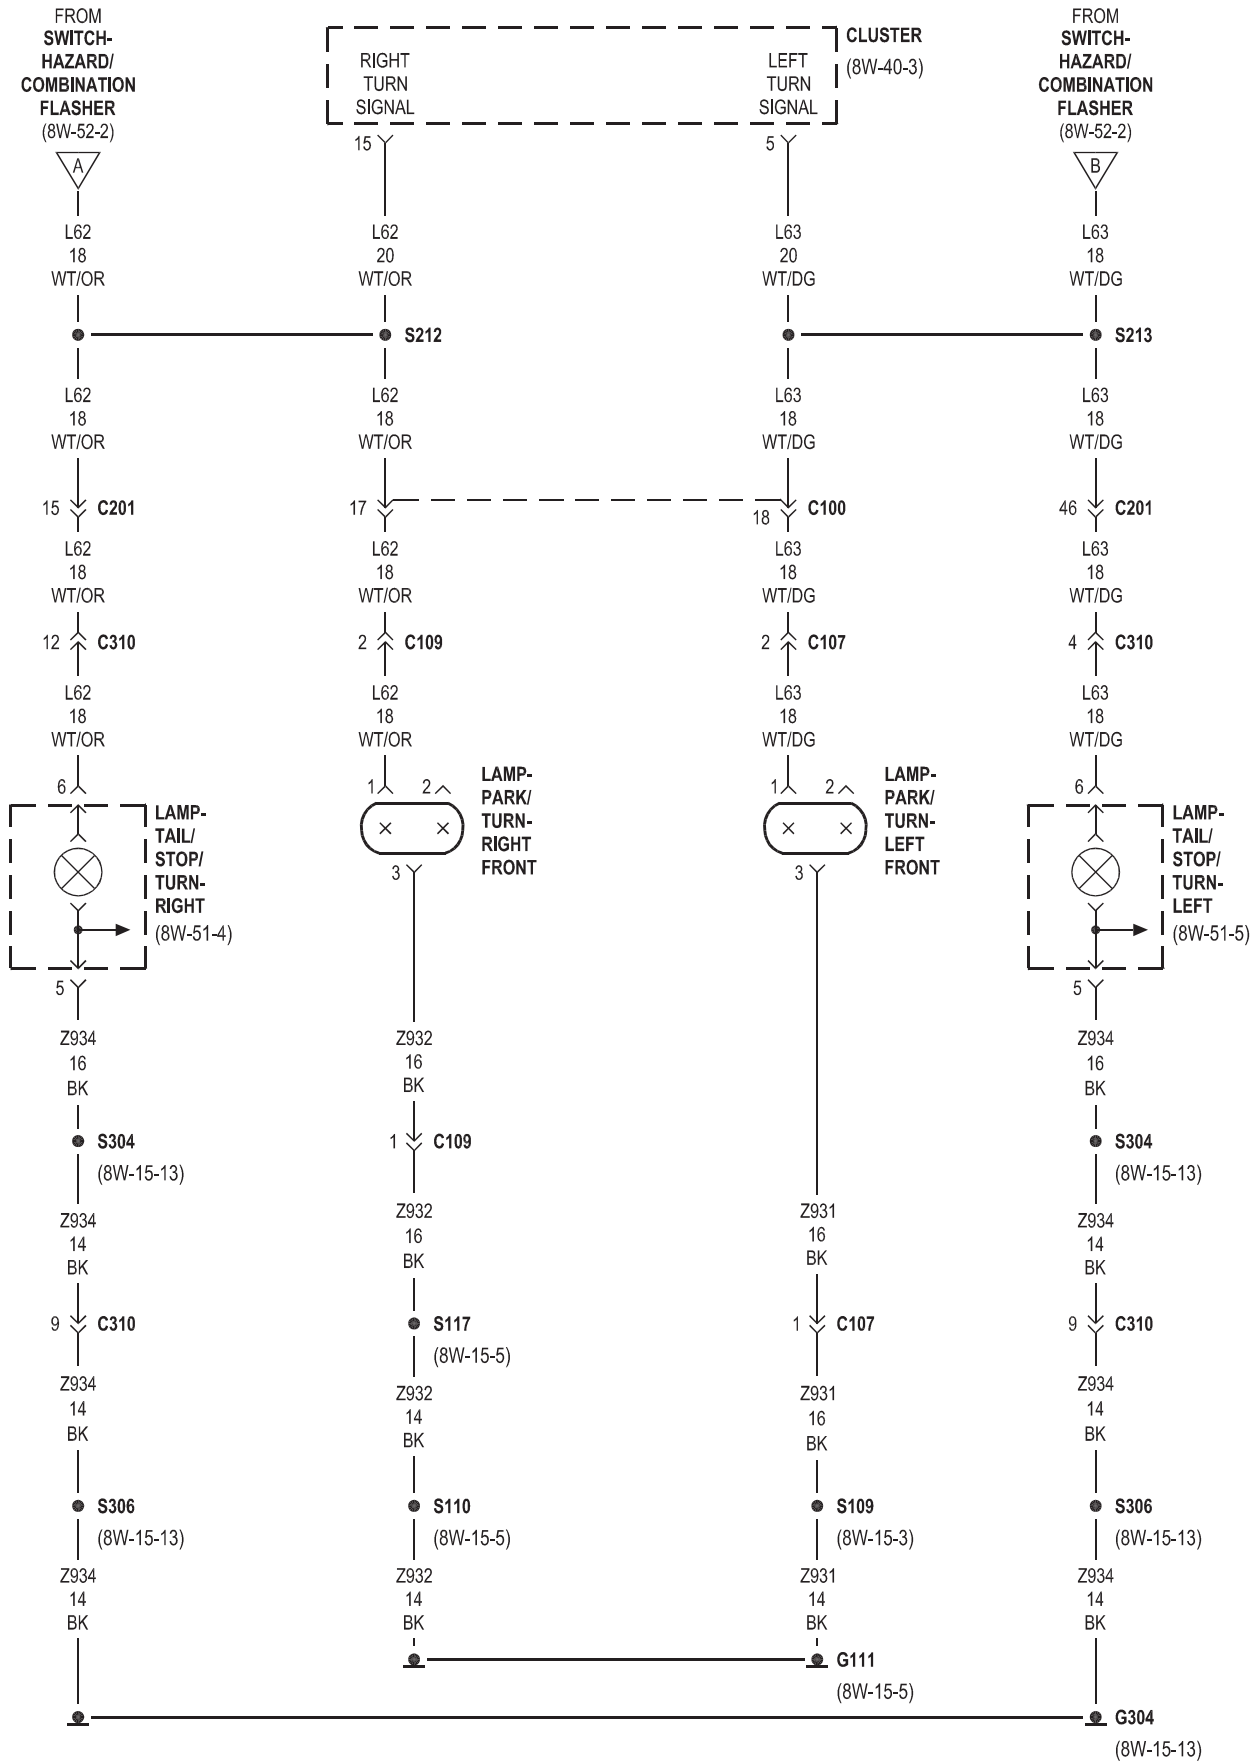 FROM
SWITCH-
HAZARD/
COMBINATION
FLASHER
(8W-52-2)
A
RIGHT
TURN
SIGNAL
15
LEFT
TURN
SIGNAL
5
CLUSTER
(8W-40-3)
FROM
SWITCH-
HAZARD/
COMBINATION
FLASHER
(8W-52-2)
B
L62
18
WT/OR
L62
20
WT/OR
L63
20
WT/DG
L63
18
WT/DG
S212
S213
L62
18
WT/OR
L62
18
WT/OR
L63
18
WT/DG
L63
18
WT/DG
15 C201
17
18 C100
46 C201
L62
18
WT/OR
L62
18
WT/OR
L63
18
WT/DG
L63
18
WT/DG
12 C310
2 C109
2 C107
4 C310
L62
18
WT/OR
L62
18
WT/OR
L63
18
WT/DG
L63
18
WT/DG
6
LAMP-
TAIL/
STOP/
TURN-
RIGHT
(8W-51-4)
5
1 2
LAMP-
PARK/
TURN-
RIGHT
FRONT
3
1 2
LAMP-
PARK/
TURN-
LEFT
FRONT
3
6
LAMP-
TAIL/
STOP/
TURN-
LEFT
(8W-51-5)
5
Z934
16
BK
Z932
16
BK
Z934
16
BK
S304
(8W-15-13)
1 C109
S304
(8W-15-13)
Z934
14
BK
Z932
16
BK
Z931
16
BK
Z934
14
BK
9 C310
S117
(8W-15-5)
1 C107
9 C310
Z934
14
BK
Z932
14
BK
Z931
16
BK
Z934
14
BK
S306
(8W-15-13)
S110
(8W-15-5)
S109
(8W-15-3)
S306
(8W-15-13)
Z934
14
BK
Z932
14
BK
Z931
14
BK
Z934
14
BK
G111
(8W-15-5)
G304
(8W-15-13)